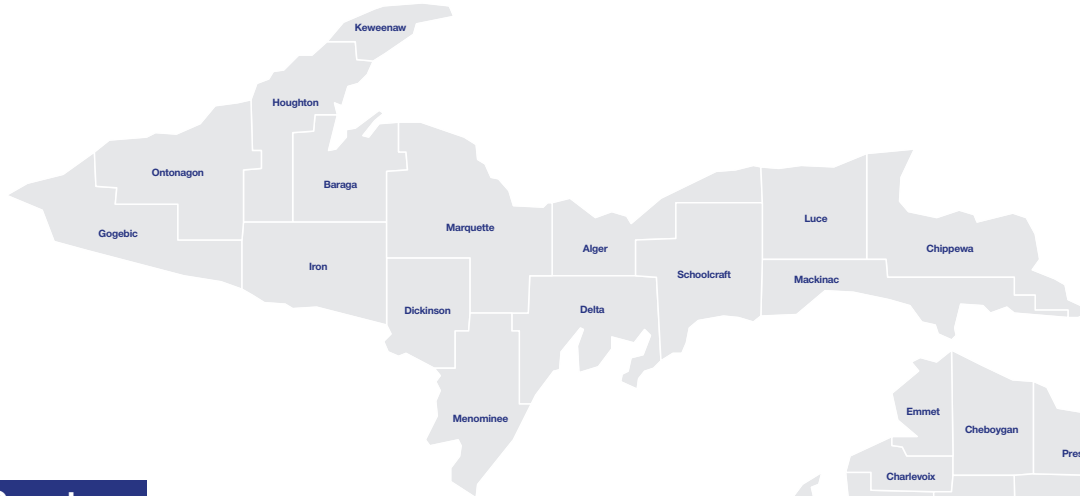 Keweenaw
Houghton
Ontonagon
Baraga
Gogebic
Marquette
Iron
Alger
Luce
Chippewa
Schoolcraft
Mackinac
Dickinson
Delta
Menominee
Emmet
Cheboygan
Charlevoix